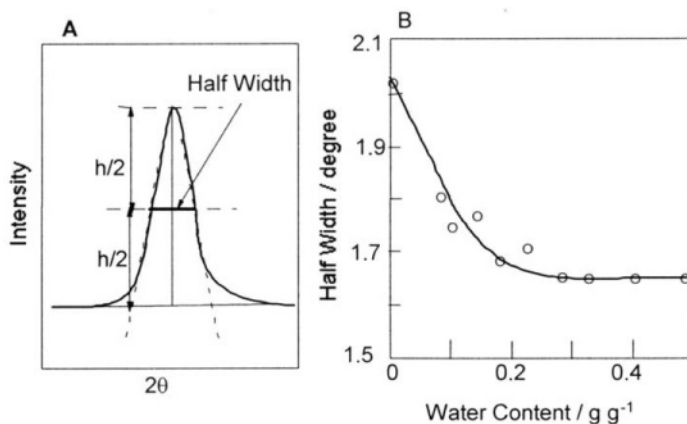 A
Half Width
h/2
h/2
Intensity
2θ
B
2.1
1.9
1.7
1.5
Half Width / degree
0
0.2
0.4
Water Content / g g-1